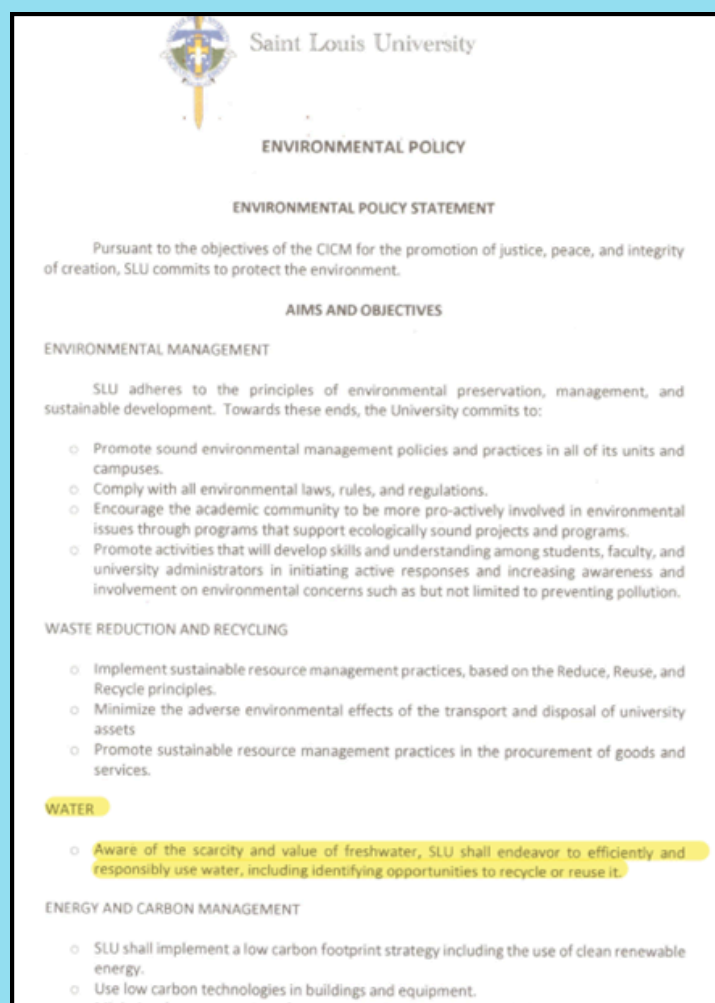 Saint Louis University
ENVIRONMENTAL POLICY
ENVIRONMENTAL POLICY STATEMENT
Pursuant to the objectives of the CICM for the promotion of justice, peace, and integrity
of creation, SLU commits to protect the environment.
AIMS AND OBJECTIVES
ENVIRONMENTAL MANAGEMENT
SLU adheres to the principles of environmental preservation, management, and
sustainable development. Towards these ends, the University commits to:
○ Promote sound environmental management policies and practices in all of its units and
campuses.
○ Comply with all environmental laws, rules, and regulations.
○ Encourage the academic community to be more pro-actively involved in environmental
issues through programs that support ecologically sound projects and programs.
○ Promote activities that will develop skills and understanding among students, faculty, and
university administrators in initiating active responses and increasing awareness and
involvement on environmental concerns such as but not limited to preventing pollution.
WASTE REDUCTION AND RECYCLING
○ Implement sustainable resource management practices, based on the Reduce, Reuse, and
Recycle principles.
○ Minimize the adverse environmental effects of the transport and disposal of university
assets
○ Promote sustainable resource management practices in the procurement of goods and
services.
WATER
○ Aware of the scarcity and value of freshwater, SLU shall endeavor to efficiently and
responsibly use water, including identifying opportunities to recycle or reuse it.
ENERGY AND CARBON MANAGEMENT
○ SLU shall implement a low carbon footprint strategy including the use of clean renewable
energy.
○ Use low carbon technologies in buildings and equipment.